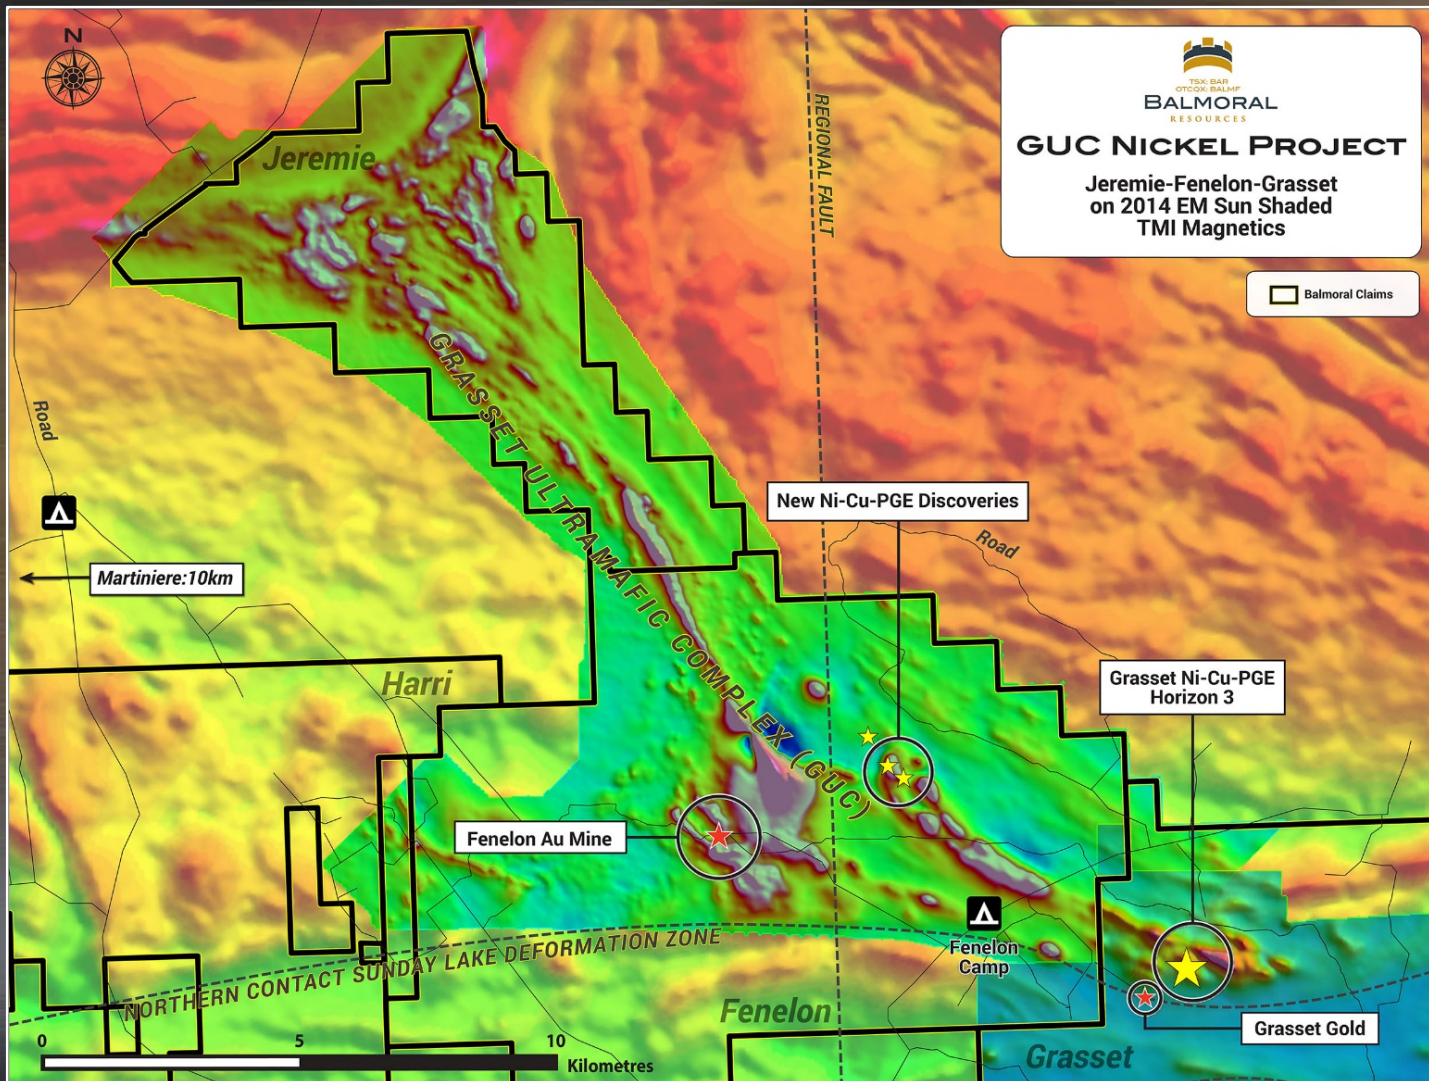 N
TSX: BAR
OTCQX: BALMF
BALMORAL
RESOURCES
GUC NICKEL PROJECT
Jeremie-Fenelon-Grasset
on 2014 EM Sun Shaded
TMI Magnetics
Balmoral Claims
REGIONAL FAULT
Jeremie
GRASSET ULTRAMAFIC COMPLEX (GUC)
Road
New Ni-Cu-PGE Discoveries
Road
Martiniere:10km
Harri
Grasset Ni-Cu-PGE
Horizon 3
Fenelon Au Mine
Fenelon
Camp
NORTHERN CONTACT SUNDAY LAKE DEFORMATION ZONE
Fenelon
Grasset Gold
Grasset
0 5 10
Kilometres